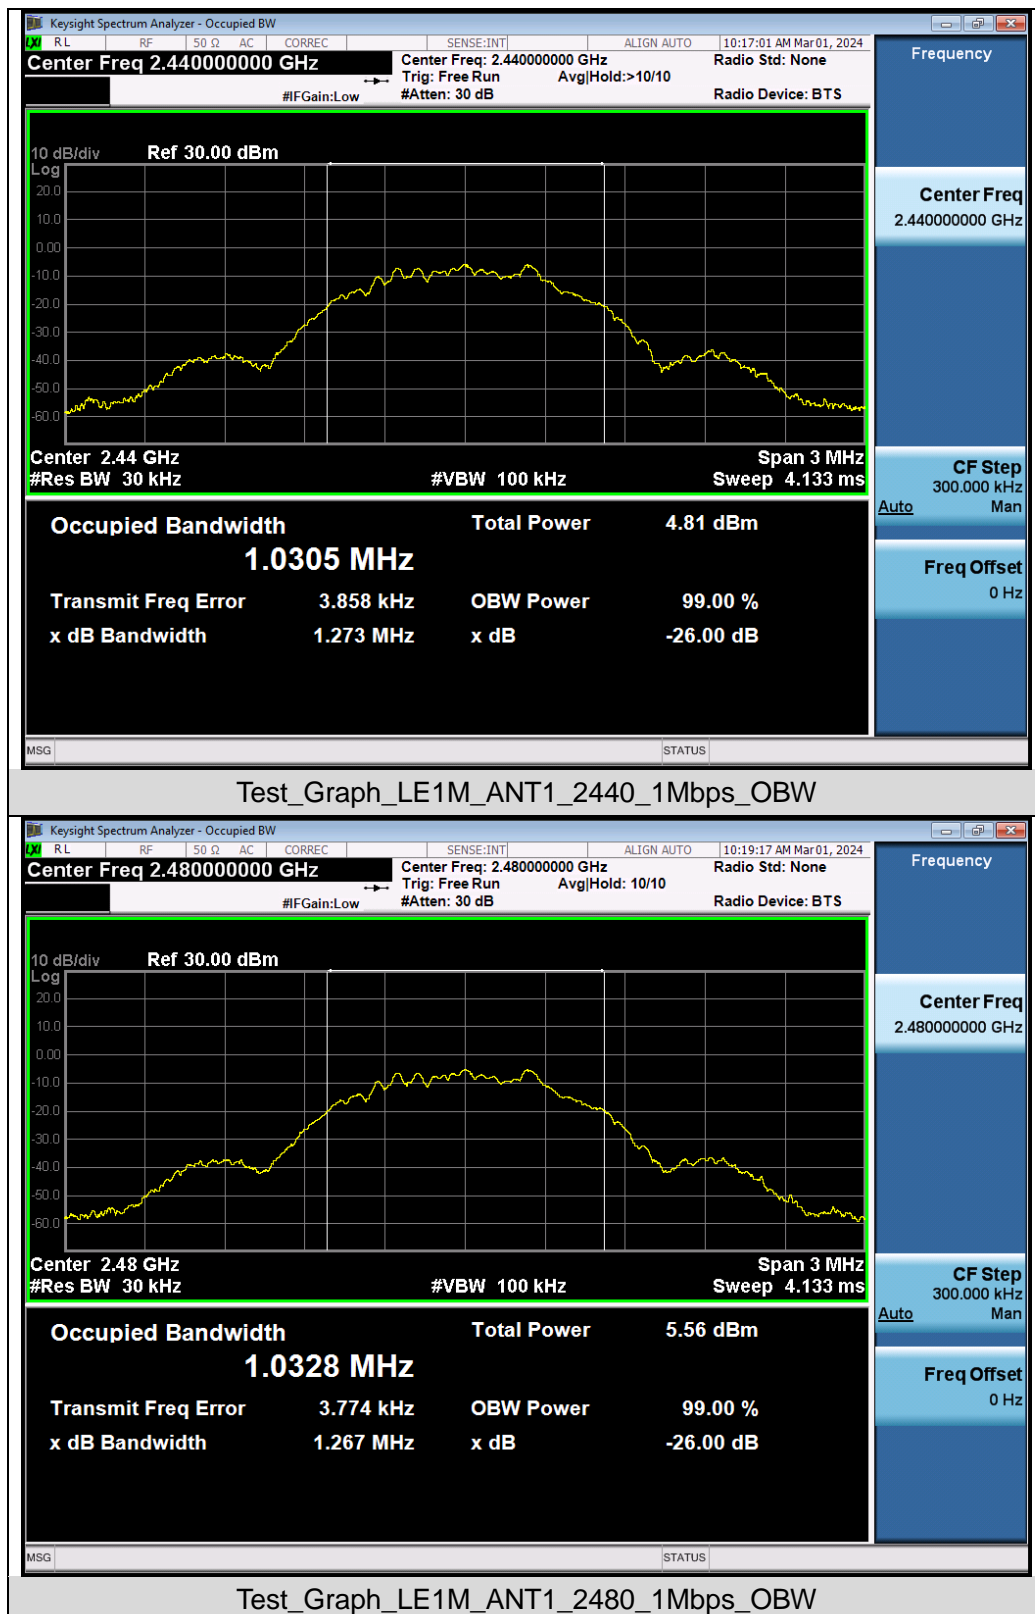 Keysight Spectrum Analyzer - Occupied BW
LXI RL RF 50 Ω AC CORREC SENSE:INT ALIGN AUTO 10:17:01 AM Mar 01, 2024
Center Freq 2.440000000 GHz
Center Freq: 2.440000000 GHz
Radio Std: None
Trig: Free Run Avg|Hold:>10/10
#IFGain:Low
#Atten: 30 dB
Radio Device: BTS
10 dB/div Ref 30.00 dBm
Log
20.0
10.0
0.00
-10.0
-20.0
-30.0
-40.0
-50.0
-60.0
Center 2.44 GHz Span 3 MHz
#Res BW 30 kHz #VBW 100 kHz Sweep 4.133 ms
Occupied Bandwidth Total Power 4.81 dBm
1.0305 MHz
Transmit Freq Error 3.858 kHz OBW Power 99.00 %
x dB Bandwidth 1.273 MHz x dB -26.00 dB
MSG STATUS
Frequency
Center Freq
2.440000000 GHz
CF Step
300.000 kHz
Auto Man
Freq Offset
0 Hz
Test_Graph_LE1M_ANT1_2440_1Mbps_OBW
Keysight Spectrum Analyzer - Occupied BW
LXI RL RF 50 Ω AC CORREC SENSE:INT ALIGN AUTO 10:19:17 AM Mar 01, 2024
Center Freq 2.480000000 GHz
Center Freq: 2.480000000 GHz
Radio Std: None
Trig: Free Run Avg|Hold: 10/10
#IFGain:Low
#Atten: 30 dB
Radio Device: BTS
10 dB/div Ref 30.00 dBm
Log
20.0
10.0
0.00
-10.0
-20.0
-30.0
-40.0
-50.0
-60.0
Center 2.48 GHz Span 3 MHz
#Res BW 30 kHz #VBW 100 kHz Sweep 4.133 ms
Occupied Bandwidth Total Power 5.56 dBm
1.0328 MHz
Transmit Freq Error 3.774 kHz OBW Power 99.00 %
x dB Bandwidth 1.267 MHz x dB -26.00 dB
MSG STATUS
Frequency
Center Freq
2.480000000 GHz
CF Step
300.000 kHz
Auto Man
Freq Offset
0 Hz
Test_Graph_LE1M_ANT1_2480_1Mbps_OBW